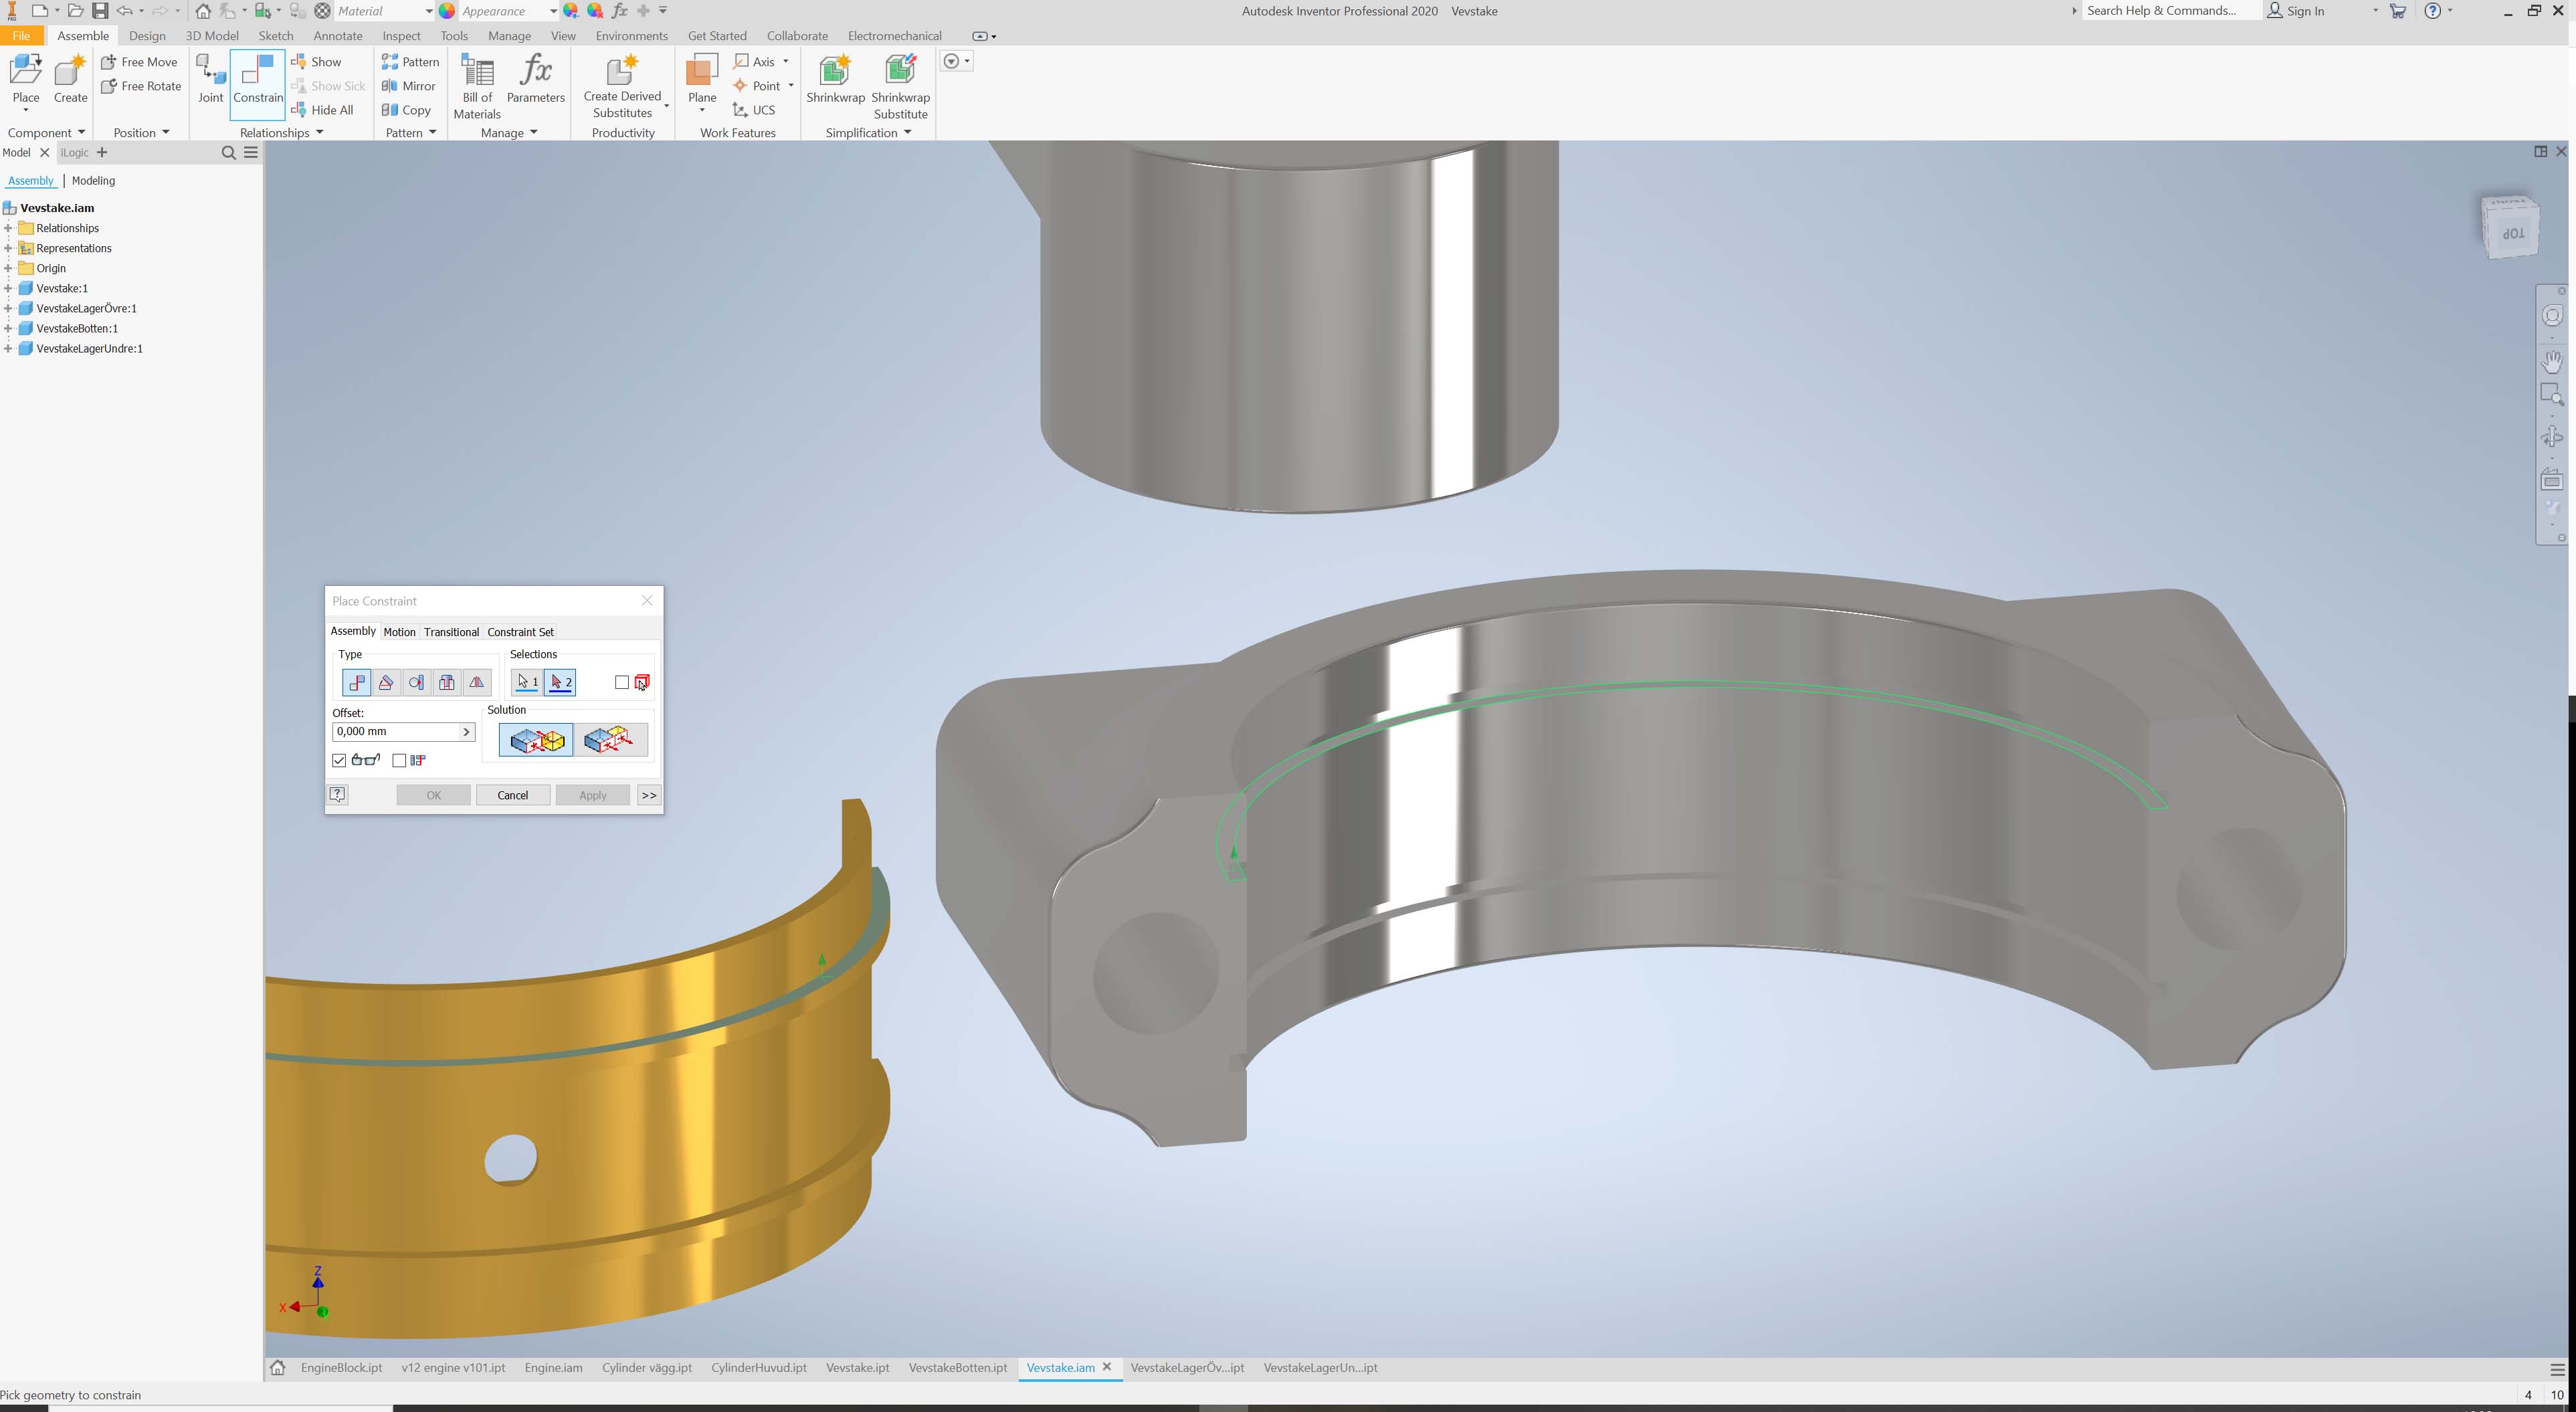 PRO Material Appearance fx Autodesk Inventor Professional 2020 Vevstake Search Help & Commands... Sign In
File Assemble Design 3D Model Sketch Annotate Inspect Tools Manage View Environments Get Started Collaborate Electromechanical
Place Create Free Move Free Rotate Joint Constrain Show Show Sick Hide All Pattern Mirror Copy Bill of Materials fx Parameters Create Derived Substitutes Plane Axis Point UCS Shrinkwrap Shrinkwrap Substitute
Component Position Relationships Pattern Manage Productivity Work Features Simplification
Model iLogic
Assembly | Modeling
Vevstake.iam
Relationships
Representations
Origin
Vevstake:1
VevstakeLagerÖvre:1
VevstakeBotten:1
VevstakeLagerUndre:1
FRONT
TOP
Place Constraint
Assembly Motion Transitional Constraint Set
Type Selections
1 2
Offset: Solution
0,000 mm
OK Cancel Apply >>
Z
X
EngineBlock.ipt v12 engine v101.ipt Engine.iam Cylinder vägg.ipt CylinderHuvud.ipt Vevstake.ipt VevstakeBotten.ipt Vevstake.iam VevstakeLagerÖv...ipt VevstakeLagerUn...ipt
Pick geometry to constrain 4 10